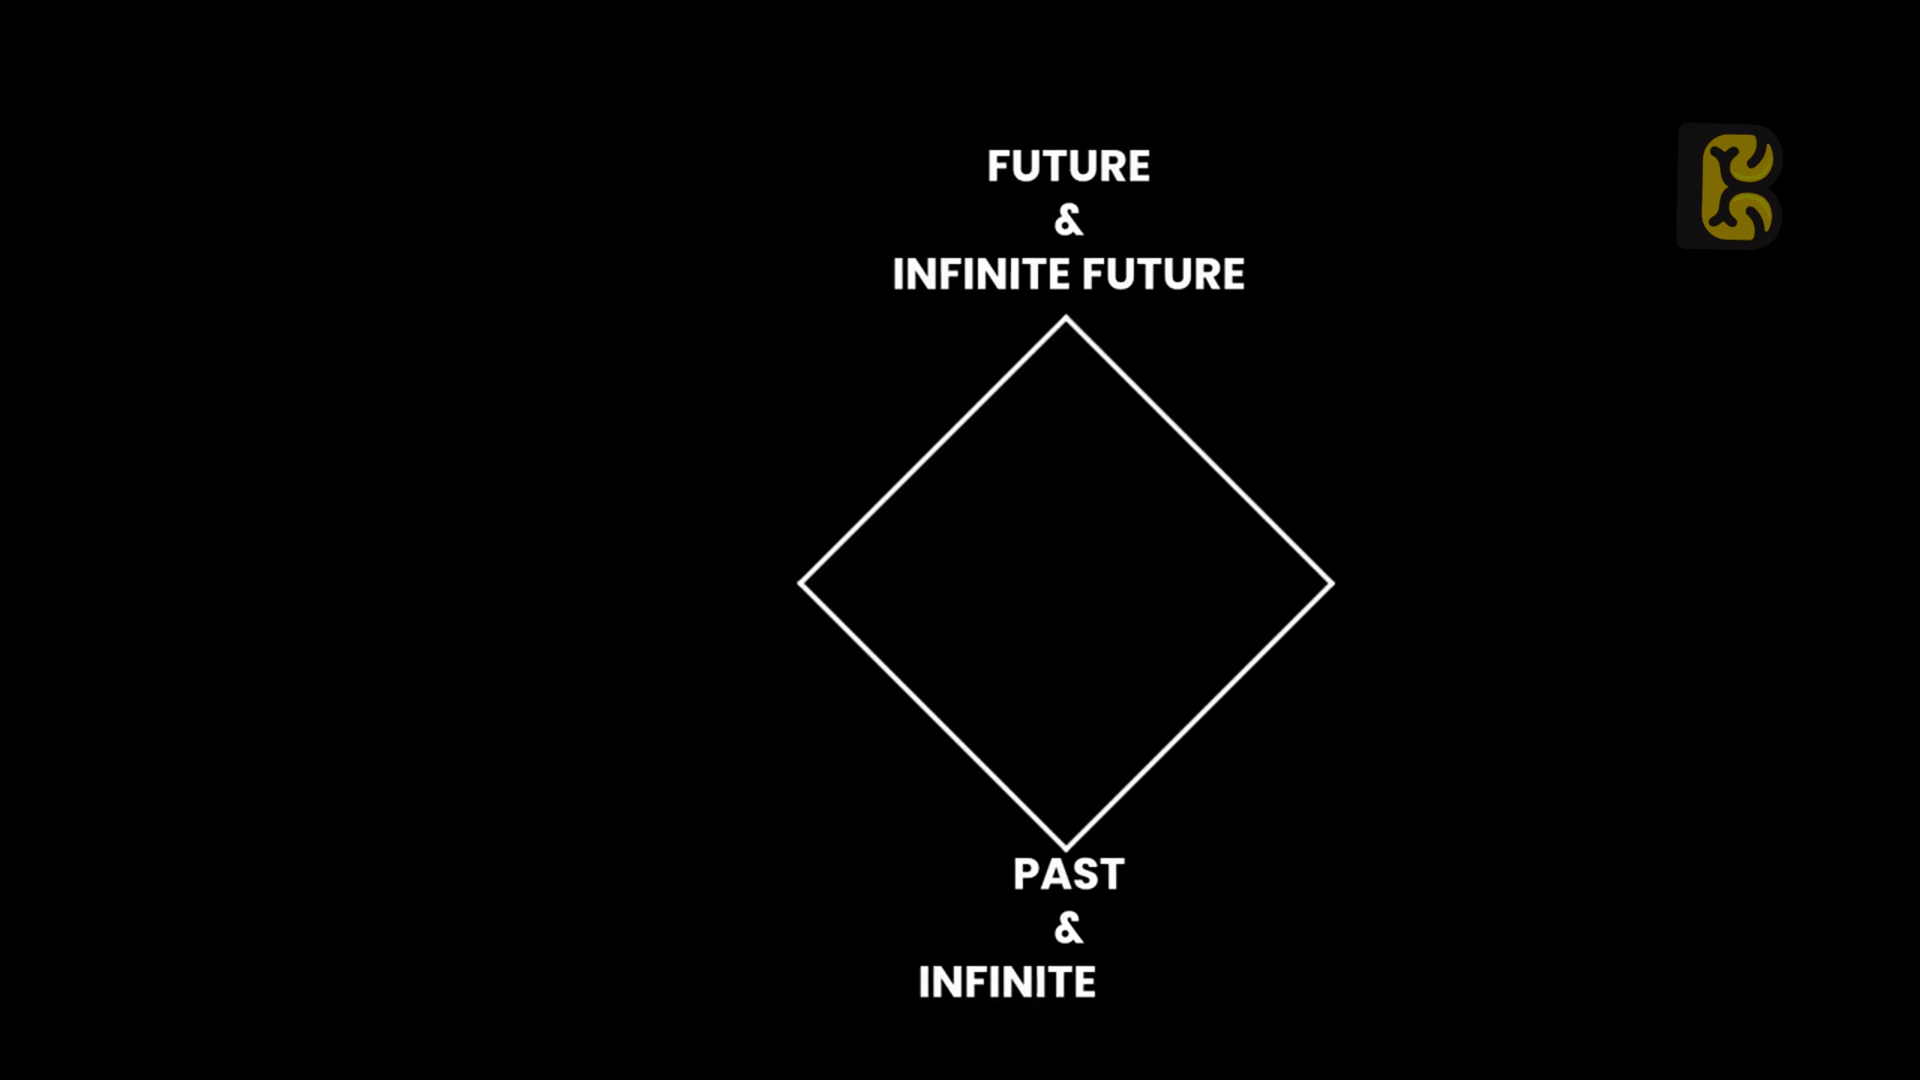 FUTURE
&
INFINITE FUTURE
PAST
&
INFINITE